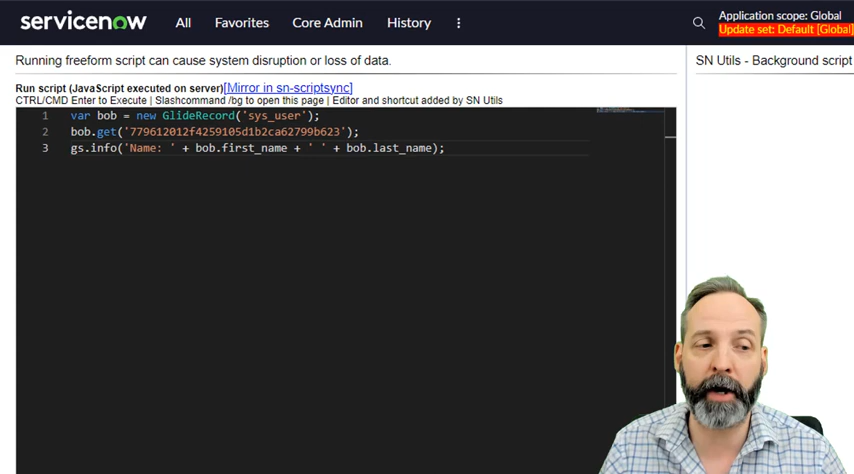 servicenow All Favorites Core Admin History
Application scope: Global
Update set: Default [Global]
Running freeform script can cause system disruption or loss of data.
SN Utils - Background script
Run script (JavaScript executed on server)[Mirror in sn-scriptsync]
CTRL/CMD Enter to Execute | Slashcommand /bg to open this page | Editor and shortcut added by SN Utils
1 var bob = new GlideRecord('sys_user');
2 bob.get('779612012f4259105d1b2ca62799b623');
3 gs.info('Name: ' + bob.first_name + ' ' + bob.last_name);